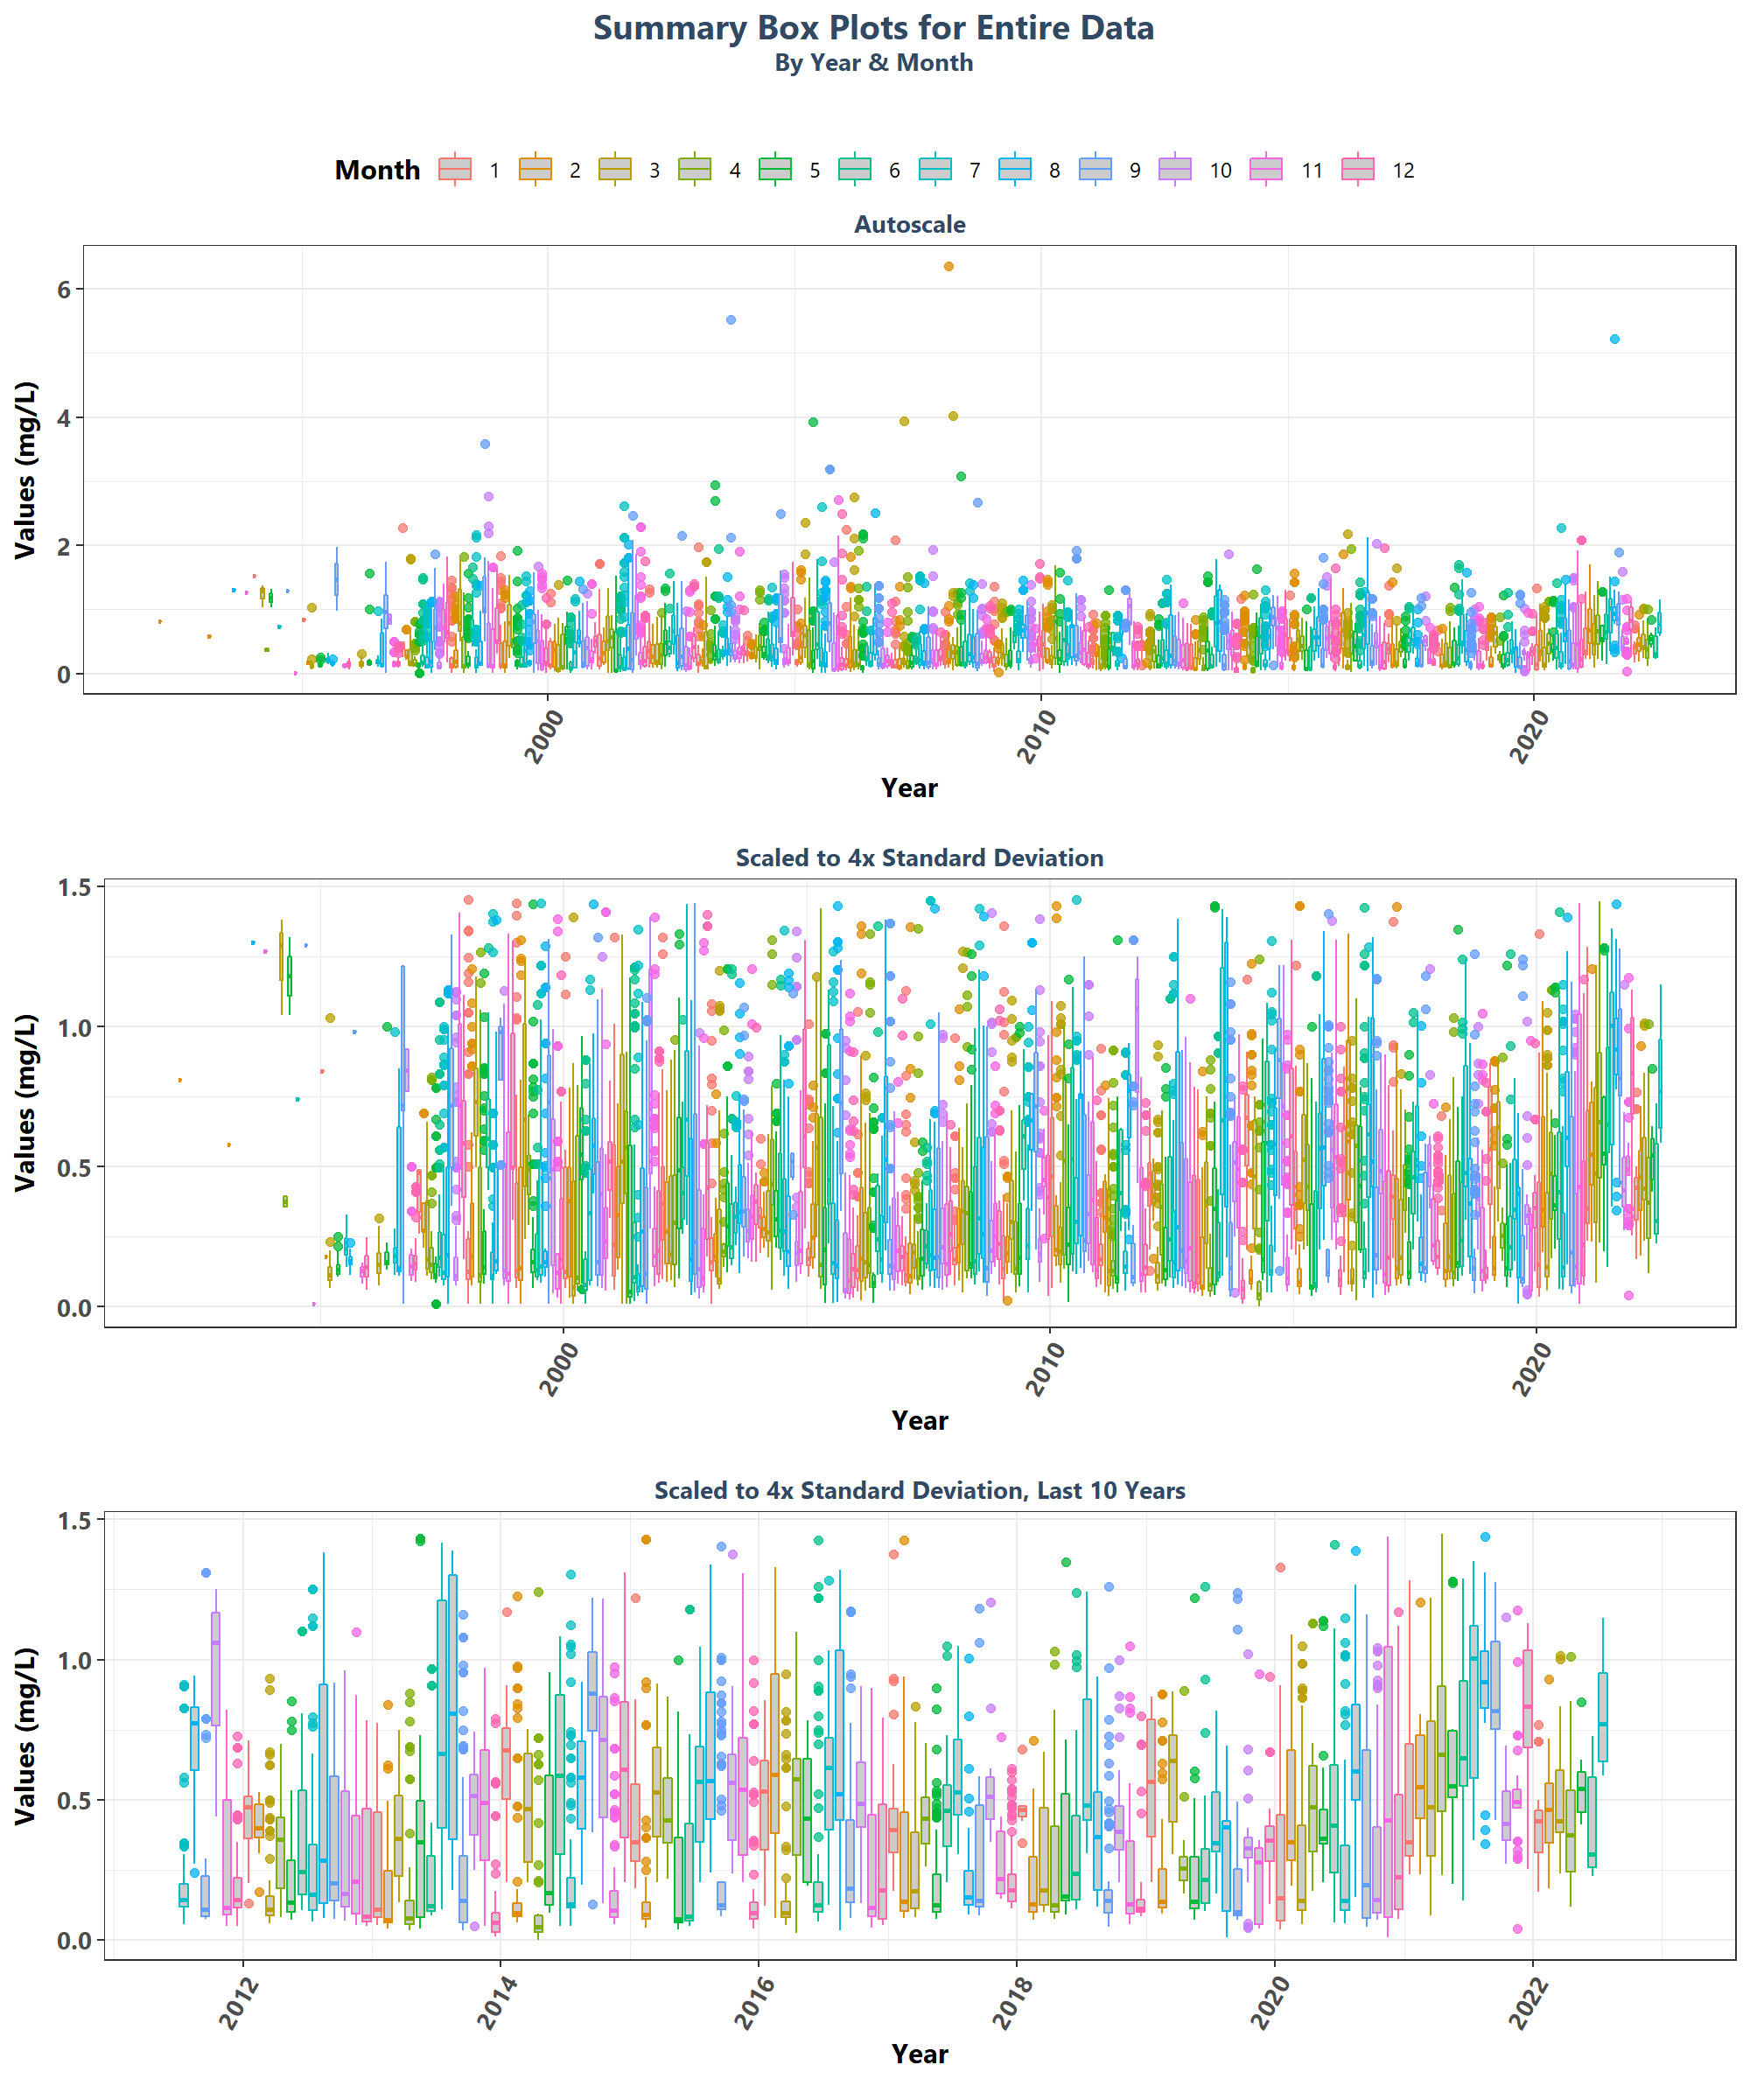 Summary Box Plots for Entire Data
By Year & Month
Month 1 2 3 4 5 6 7 8 9 10 11 12
Autoscale
Values (mg/L)
6
4
2
0
2000 2010 2020
Year
Scaled to 4x Standard Deviation
Values (mg/L)
1.5
1.0
0.5
0.0
2000 2010 2020
Year
Scaled to 4x Standard Deviation, Last 10 Years
Values (mg/L)
1.5
1.0
0.5
0.0
2012 2014 2016 2018 2020 2022
Year